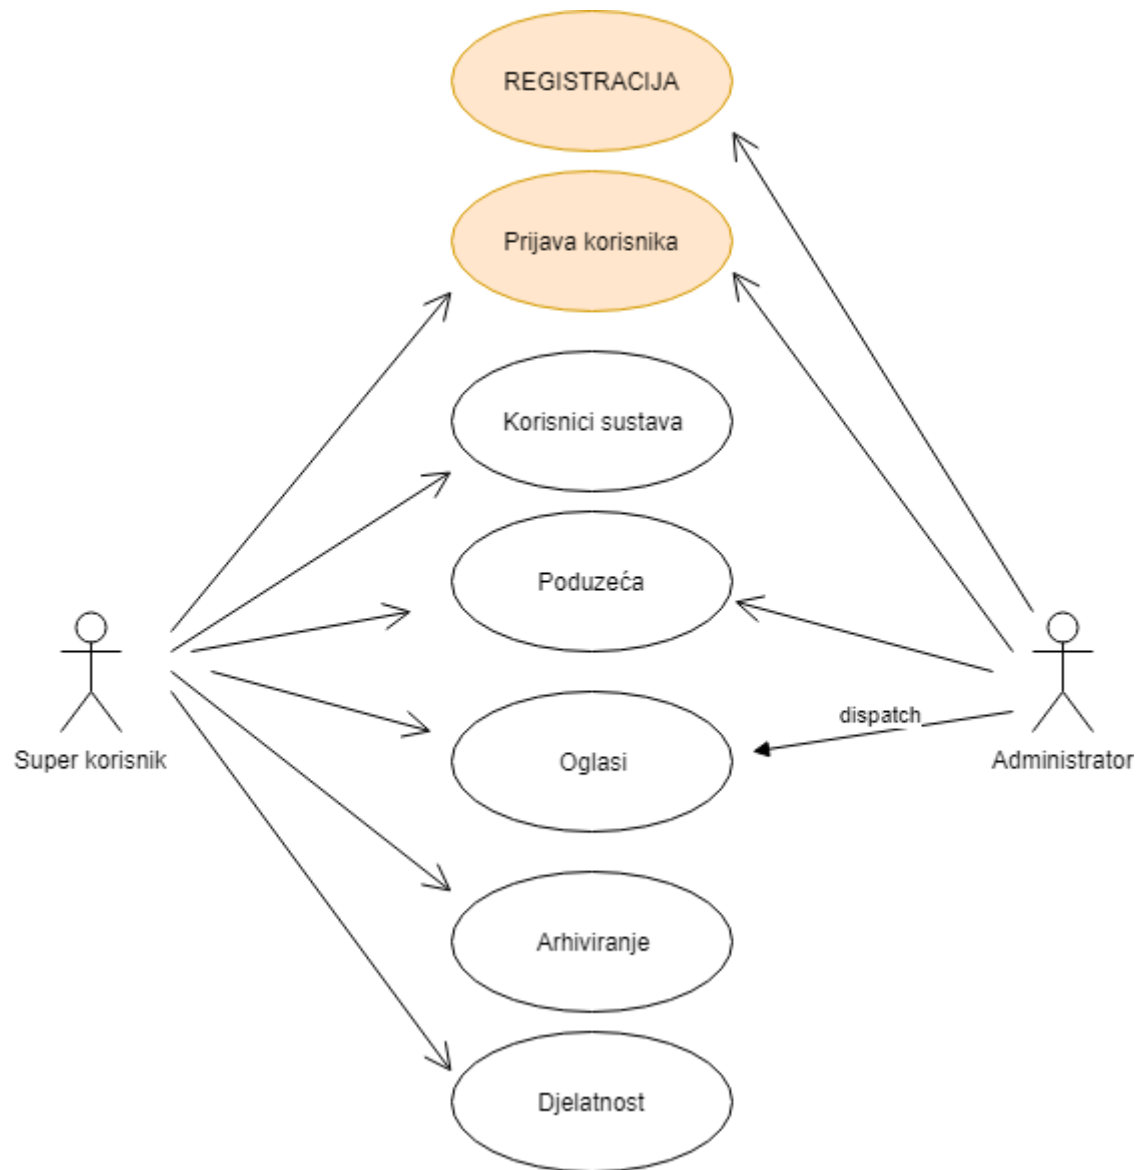 REGISTRACIJA
Prijava korisnika
Korisnici sustava
Poduzeća
dispatch
Super korisnik
Oglasi
Administrator
Arhiviranje
Djelatnost